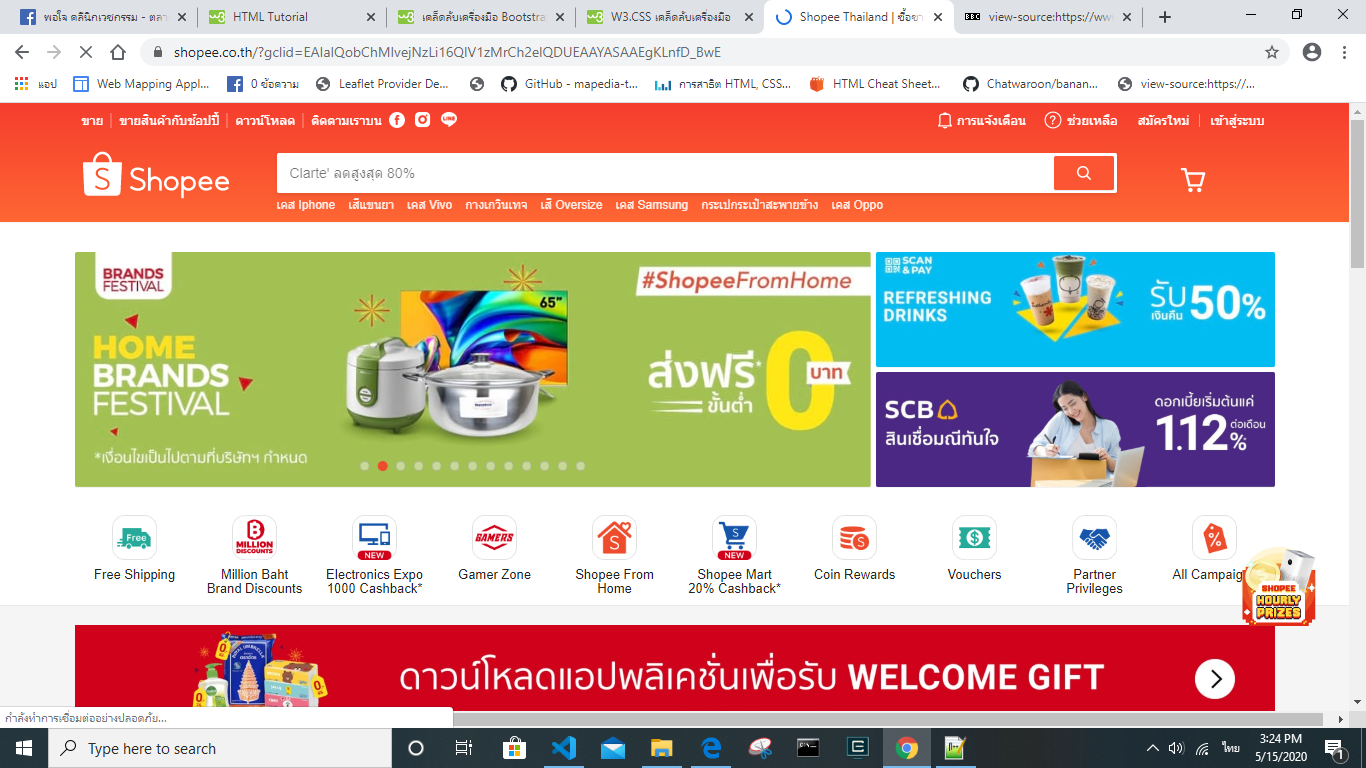 พอใจ คลินิกเวชกรรม - ตลา
HTML Tutorial
เคล็ดลับเครื่องมือ Bootstra
W3.CSS เคล็ดลับเครื่องมือ
Shopee Thailand | ซื้อขา
BBC view-source:https://ww
shopee.co.th/?gclid=EAIaIQobChMIvejNzLi16QIV1zMrCh2eIQDUEAAYASAAEgKLnfD_BwE
แอป
Web Mapping Appl...
0 ข้อความ
Leaflet Provider De...
GitHub - mapedia-t...
การสาธิต HTML, CSS...
HTML Cheat Sheet...
Chatwaroon/banan...
view-source:https://...
ขาย
ขายสินค้ากับช้อปปี้
ดาวน์โหลด
ติดตามเราบน
LINE
การแจ้งเตือน
ช่วยเหลือ
สมัครใหม่
เข้าสู่ระบบ
Shopee
Clarte' ลดสูงสุด 80%
เคส Iphone
เสื้อแขนยาว
เคส Vivo
กางเกงวินเทจ
เสื้อ Oversize
เคส Samsung
กระเป๋าสะพายข้าง
เคส Oppo
BRANDS
FESTIVAL
HOME
BRANDS
FESTIVAL
*เงื่อนไขเป็นไปตามที่บริษัทฯ กำหนด
65”
#ShopeeFromHome
ส่งฟรี*
ขั้นต่ำ
0 บาท
SCAN
& PAY
REFRESHING
DRINKS
รับ
เงินคืน
50%
SCB
สินเชื่อมณีทันใจ
ดอกเบี้ยเริ่มต้นแค่
1.12%
ต่อเดือน
Free
Free Shipping
B
MILLION
DISCOUNTS
Million Baht
Brand Discounts
NEW
Electronics Expo
1000 Cashback*
GAMERS
Gamer Zone
Shopee From
Home
NEW
Shopee Mart
20% Cashback*
Coin Rewards
Vouchers
Partner
Privileges
All Campaig
SHOPEE
HOURLY
PRIZES
ดาวน์โหลดแอปพลิเคชั่นเพื่อรับ WELCOME GIFT
กำลังทำการเชื่อมต่ออย่างปลอดภัย...
Type here to search
ไทย
3:24 PM
5/15/2020
1